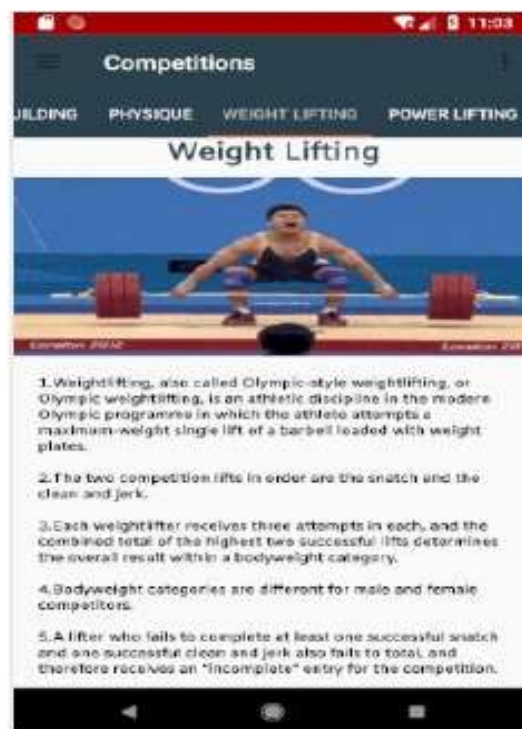 11:03
Competitions
UILDING PHYSIQUE WEIGHT LIFTING POWER LIFTING
Weight Lifting
London 2012 London 20
1.Weightlifting, also called Olympic-style weightlifting, or
Olympic weightlifting, is an athletic discipline in the modern
Olympic programme in which the athlete attempts a
maximum-weight single lift of a barbell loaded with weight
plates.
2.The two competition lifts in order are the snatch and the
clean and jerk.
3.Each weightlifter receives three attempts in each, and the
combined total of the highest two successful lifts determines
the overall result within a bodyweight category.
4.Bodyweight categories are different for male and female
competitors.
5.A lifter who fails to complete at least one successful snatch
and one successful clean and jerk also fails to total, and
therefore receives an "incomplete" entry for the competition.